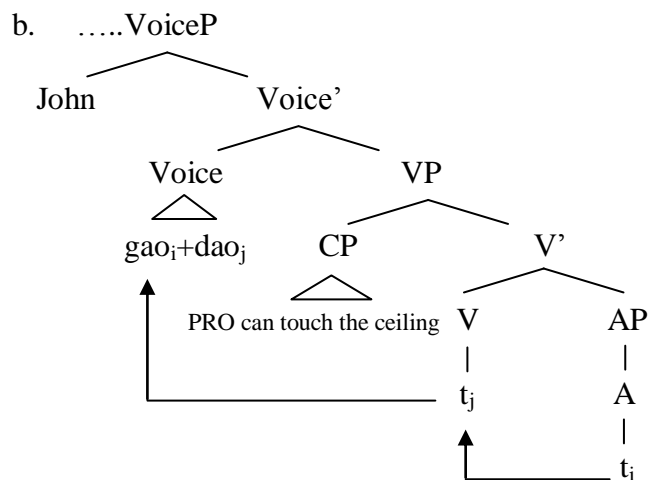 b. …..VoiceP
John Voice’
Voice VP
gaoᵢ+daoⱼ CP V’
PRO can touch the ceiling V AP
tⱼ A
tᵢ